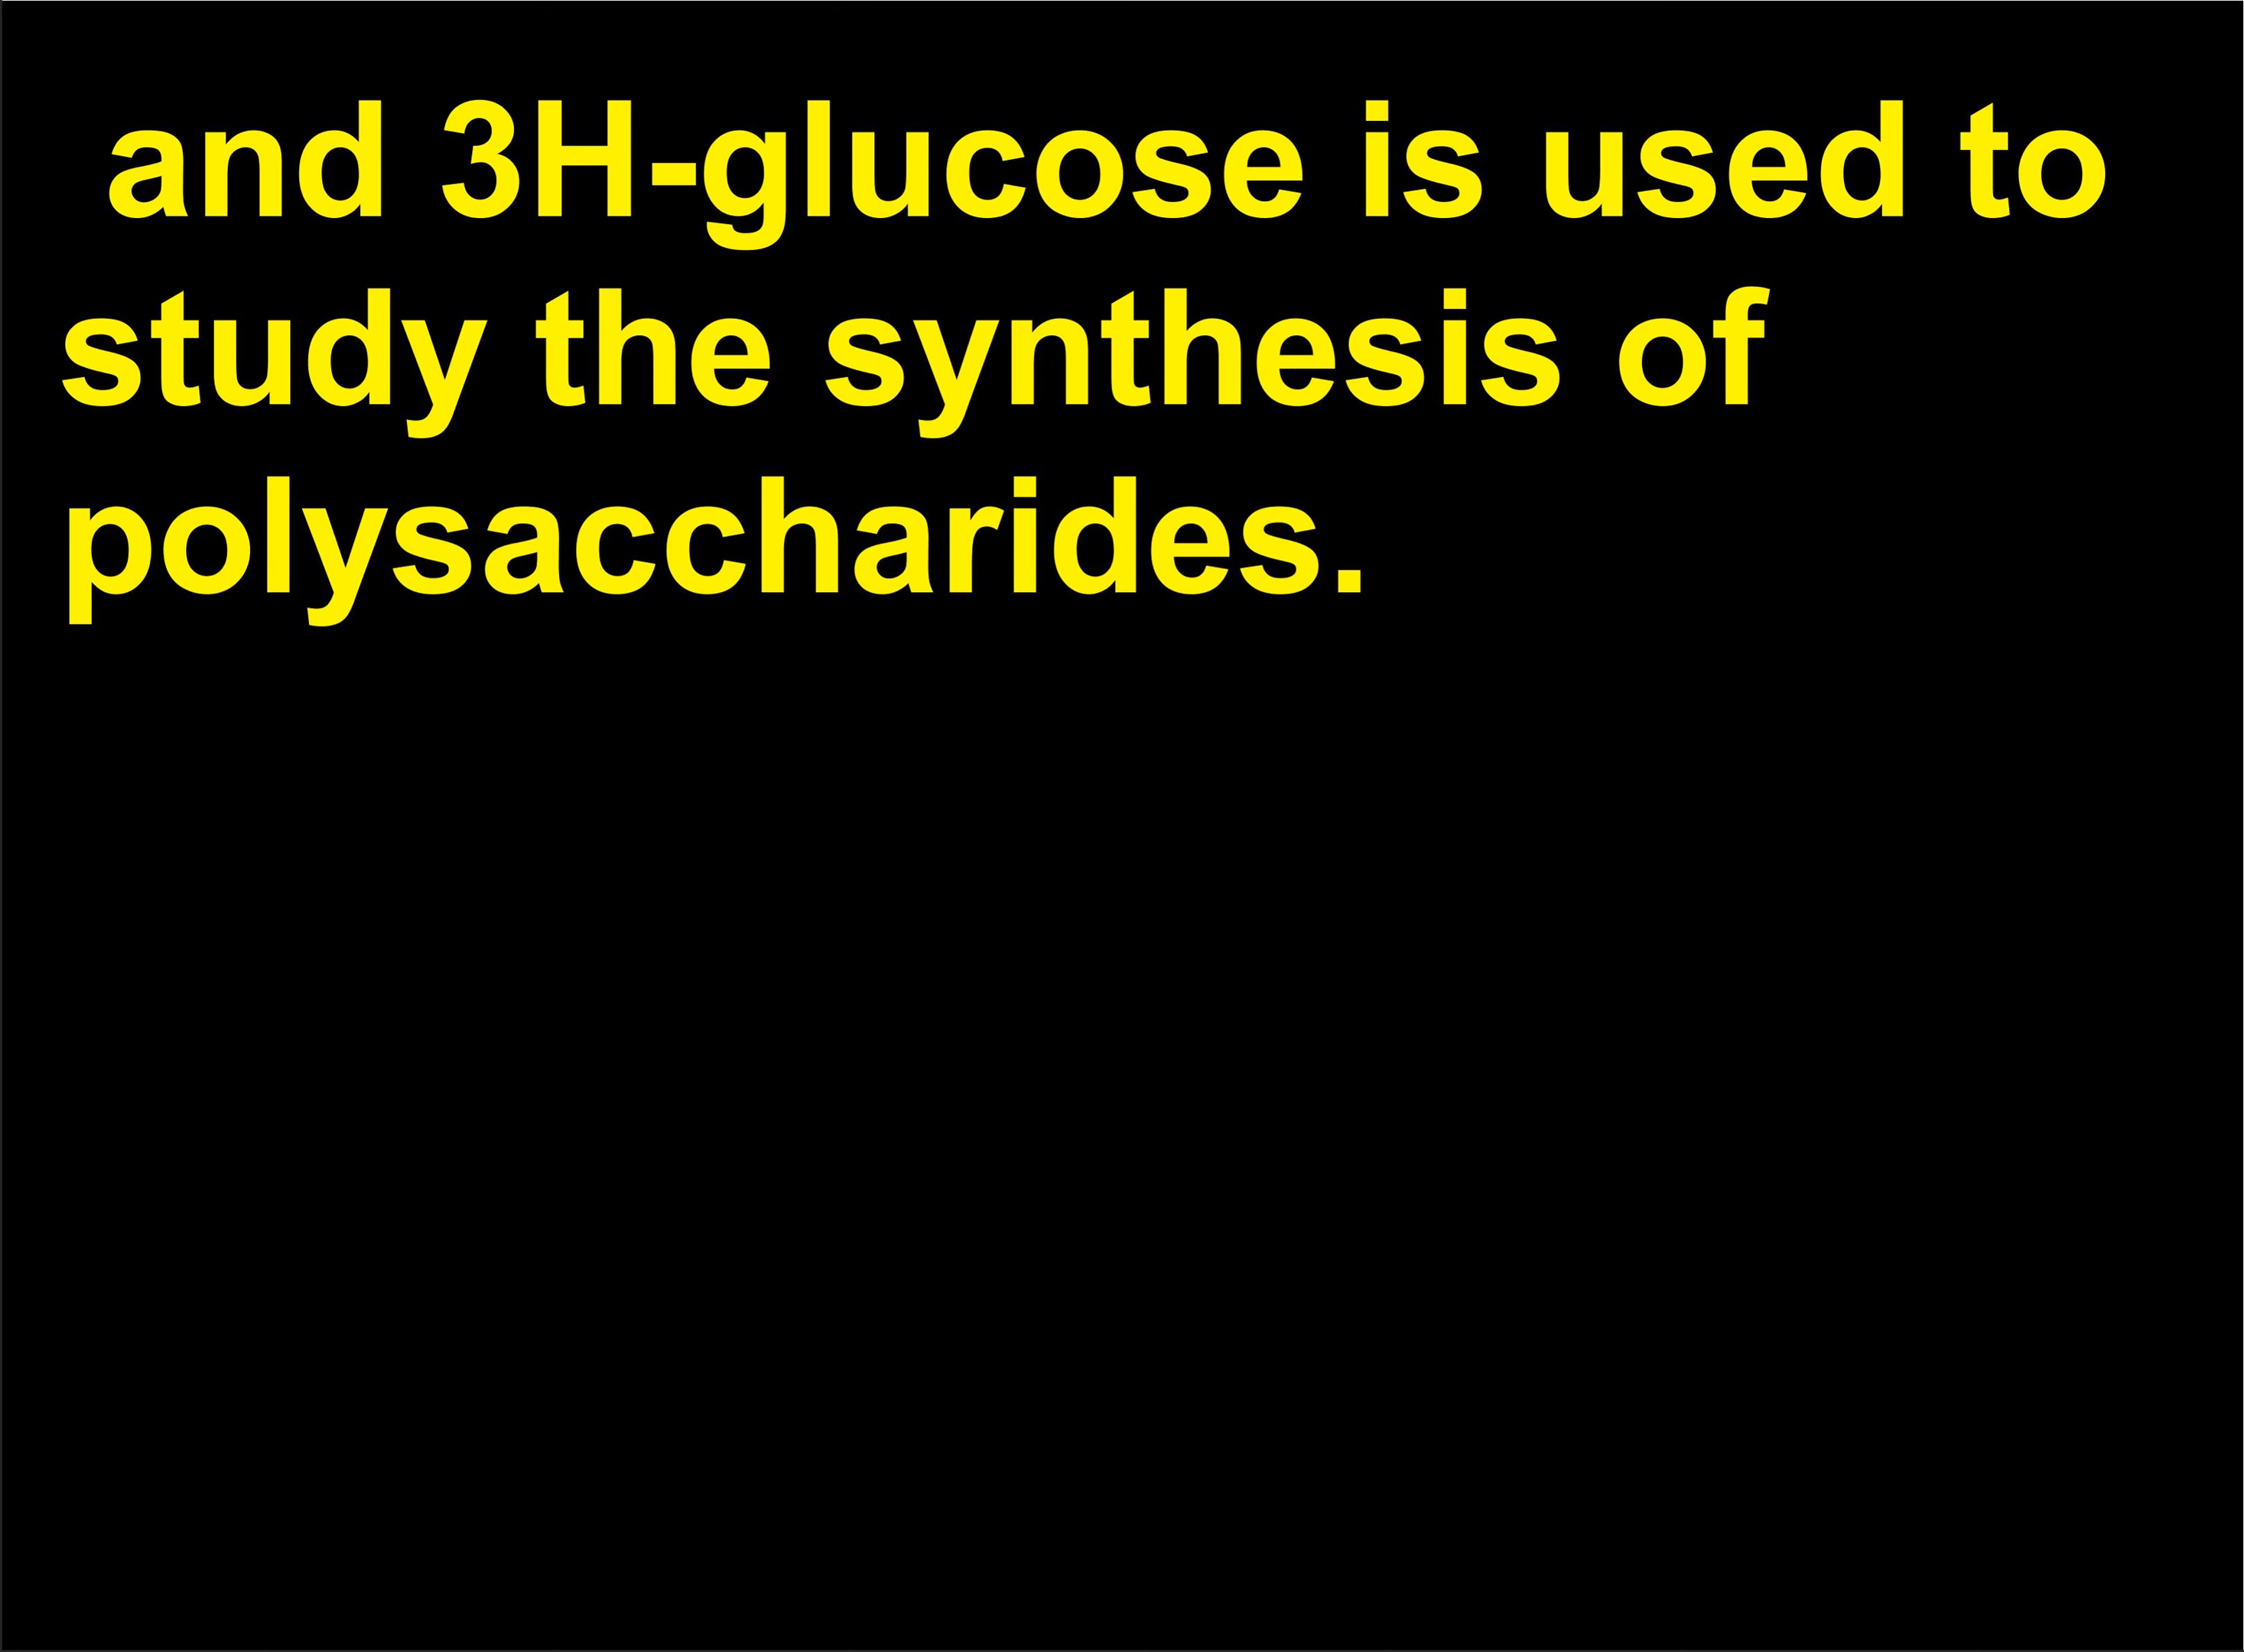 and 3H-glucose is used to
study the synthesis of
polysaccharides.